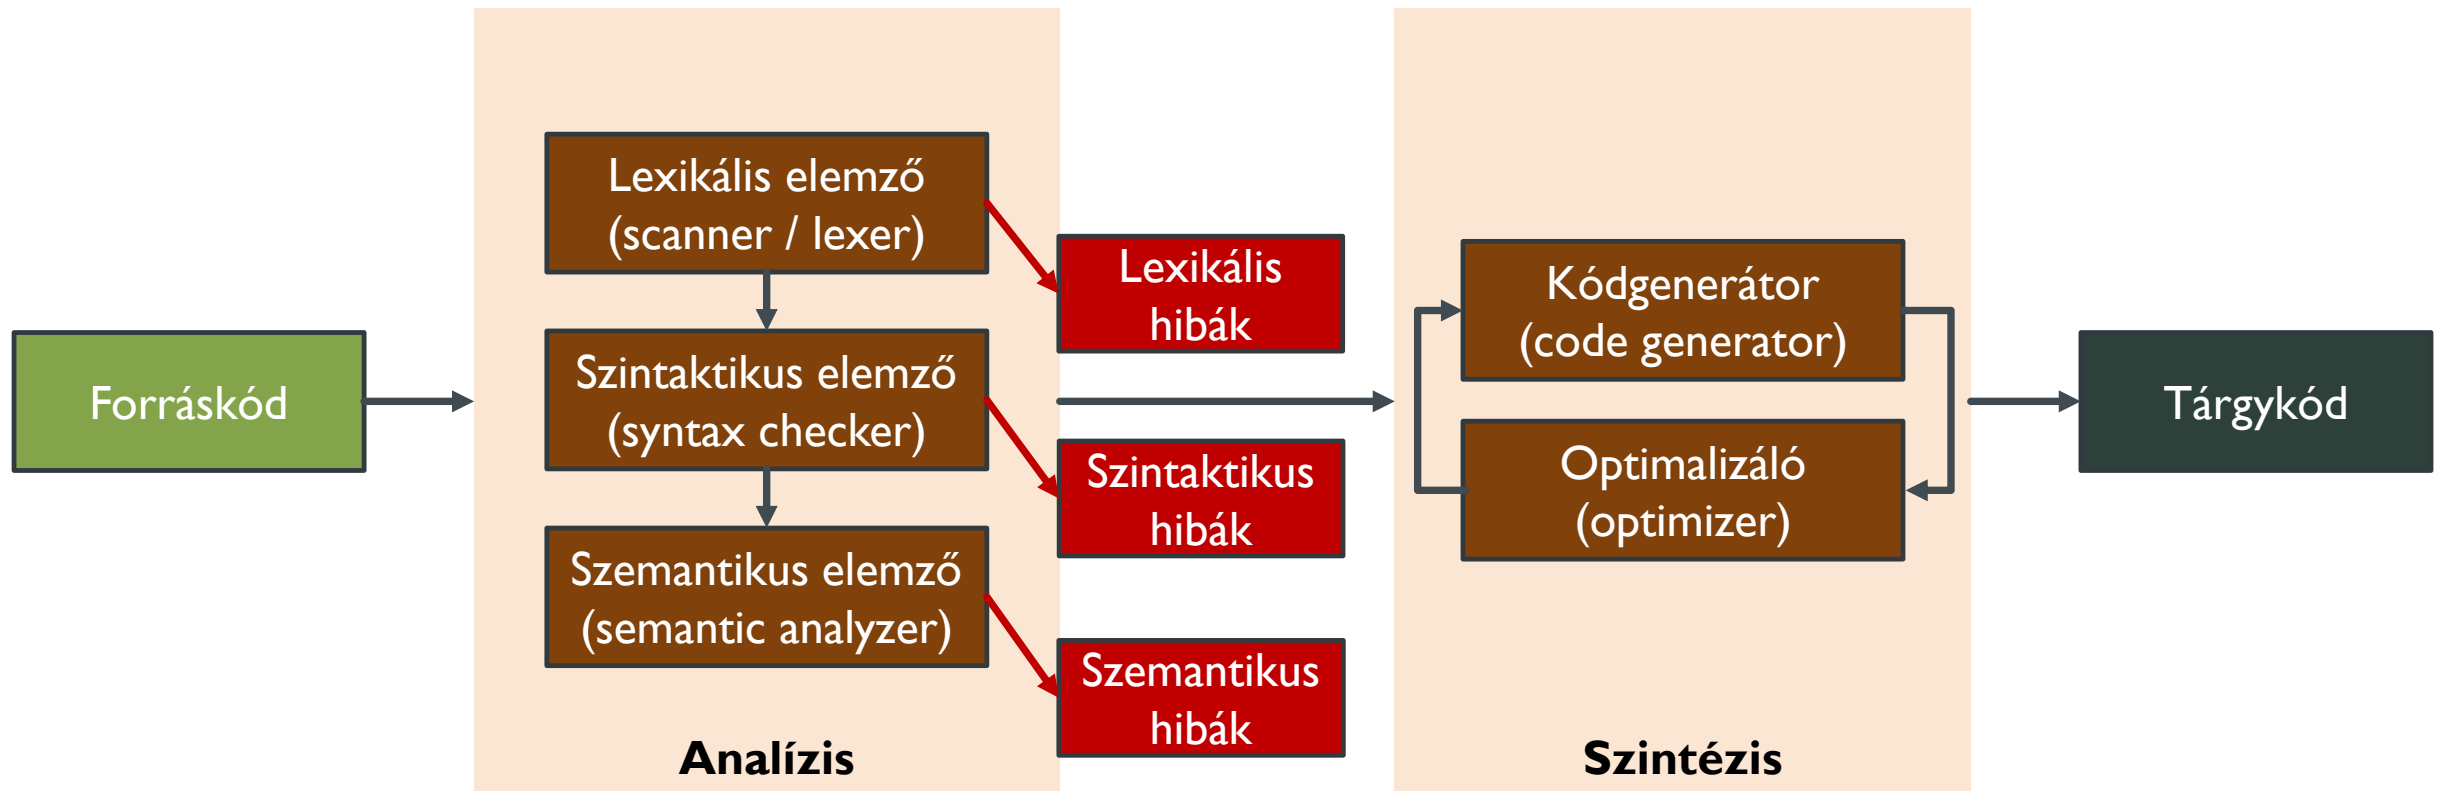 Forráskód
Lexikális elemző
(scanner / lexer)
Szintaktikus elemző
(syntax checker)
Szemantikus elemző
(semantic analyzer)
Analízis
Lexikális
hibák
Szintaktikus
hibák
Szemantikus
hibák
Kódgenerátor
(code generator)
Optimalizáló
(optimizer)
Szintézis
Tárgykód